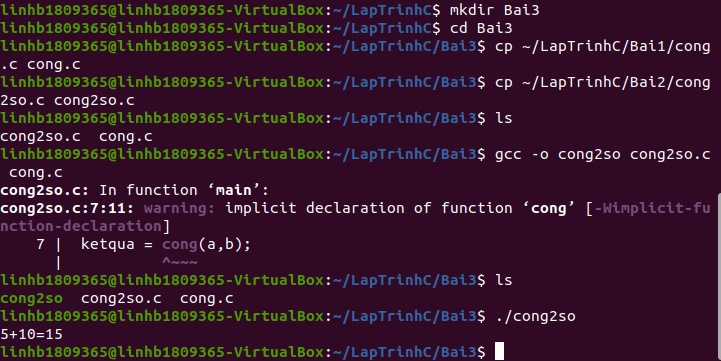 linhb1809365@linhb1809365-VirtualBox:~/LapTrinhC$ mkdir Bai3
linhb1809365@linhb1809365-VirtualBox:~/LapTrinhC$ cd Bai3
linhb1809365@linhb1809365-VirtualBox:~/LapTrinhC/Bai3$ cp ~/LapTrinhC/Bai1/cong
.c cong.c
linhb1809365@linhb1809365-VirtualBox:~/LapTrinhC/Bai3$ cp ~/LapTrinhC/Bai2/cong
2so.c cong2so.c
linhb1809365@linhb1809365-VirtualBox:~/LapTrinhC/Bai3$ ls
cong2so.c  cong.c
linhb1809365@linhb1809365-VirtualBox:~/LapTrinhC/Bai3$ gcc -o cong2so cong2so.c
 cong.c
cong2so.c: In function ‘main’:
cong2so.c:7:11: warning: implicit declaration of function ‘cong’ [-Wimplicit-fu
nction-declaration]
    7 |  ketqua = cong(a,b);
      |           ^~~~
linhb1809365@linhb1809365-VirtualBox:~/LapTrinhC/Bai3$ ls
cong2so  cong2so.c  cong.c
linhb1809365@linhb1809365-VirtualBox:~/LapTrinhC/Bai3$ ./cong2so
5+10=15
linhb1809365@linhb1809365-VirtualBox:~/LapTrinhC/Bai3$